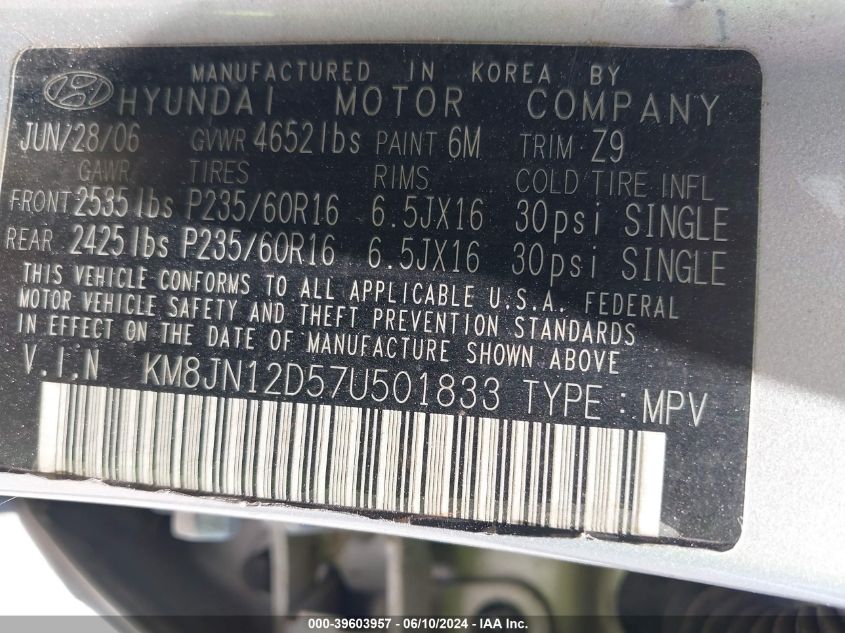 MANUFACTURED IN KOREA BY
HYUNDAI MOTOR COMPANY
JUN/28/06 GVWR 4652lbs PAINT 6M TRIM Z9
GAWR TIRES RIMS COLD TIRE INFL
FRONT 2535lbs P235/60R16 6.5JX16 30psi SINGLE
REAR 2425lbs P235/60R16 6.5JX16 30psi SINGLE
THIS VEHICLE CONFORMS TO ALL APPLICABLE U.S.A. FEDERAL
MOTOR VEHICLE SAFETY AND THEFT PREVENTION STANDARDS
IN EFFECT ON THE DATE OF MANUFACTURE SHOWN ABOVE
V.I.N KM8JN12D57U501833 TYPE : MPV
000-39603957 - 06/10/2024 - IAA Inc.